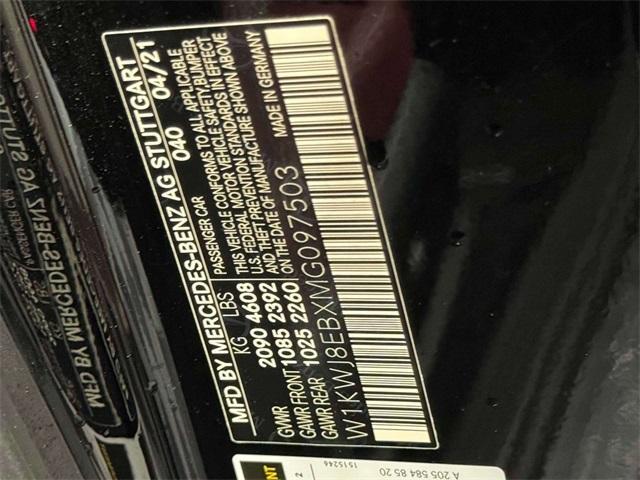 MFD BY MERCEDES-BENZ AG STUTTGART
040 04/21
PASSENGER CAR
KG LBS
GVWR 2090 4608
GAWR FRONT 1085 2392
GAWR REAR 1025 2260
THIS VEHICLE CONFORMS TO ALL APPLICABLE
U.S. FEDERAL MOTOR VEHICLE SAFETY, BUMPER
AND THEFT PREVENTION STANDARDS IN EFFECT
ON THE DATE OF MANUFACTURE SHOWN ABOVE
MADE IN GERMANY
W1KWJ8EBXMG097503
A 205 584 85 20
1515246
2